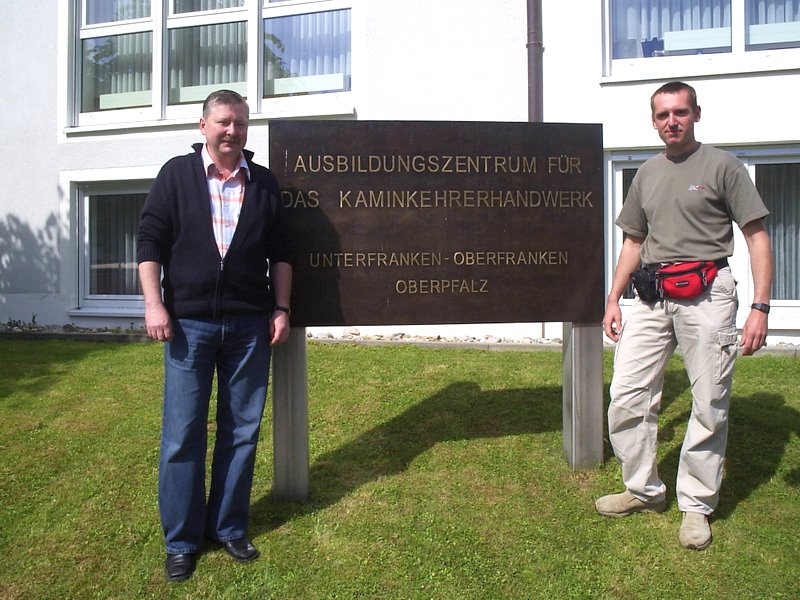 AUSBILDUNGSZENTRUM FÜR
DAS KAMINKEHRERHANDWERK
UNTERFRANKEN-OBERFRANKEN
OBERPFALZ